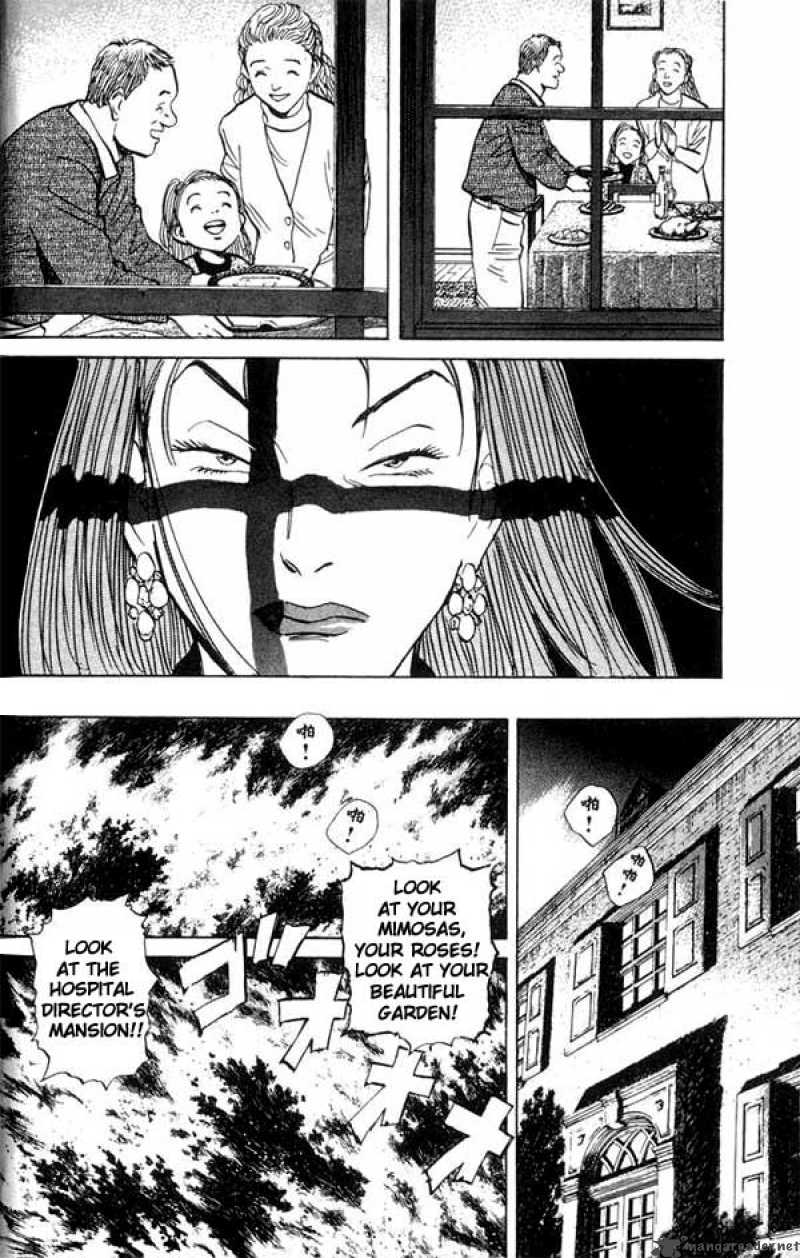 啪!
啪!
啪!
啪!
LOOK
AT YOUR
MIMOSAS,
YOUR ROSES!
LOOK AT YOUR
BEAUTIFUL
GARDEN!
ゴオオオオ
LOOK
AT THE
HOSPITAL
DIRECTOR'S
MANSION!!
mangareader.net